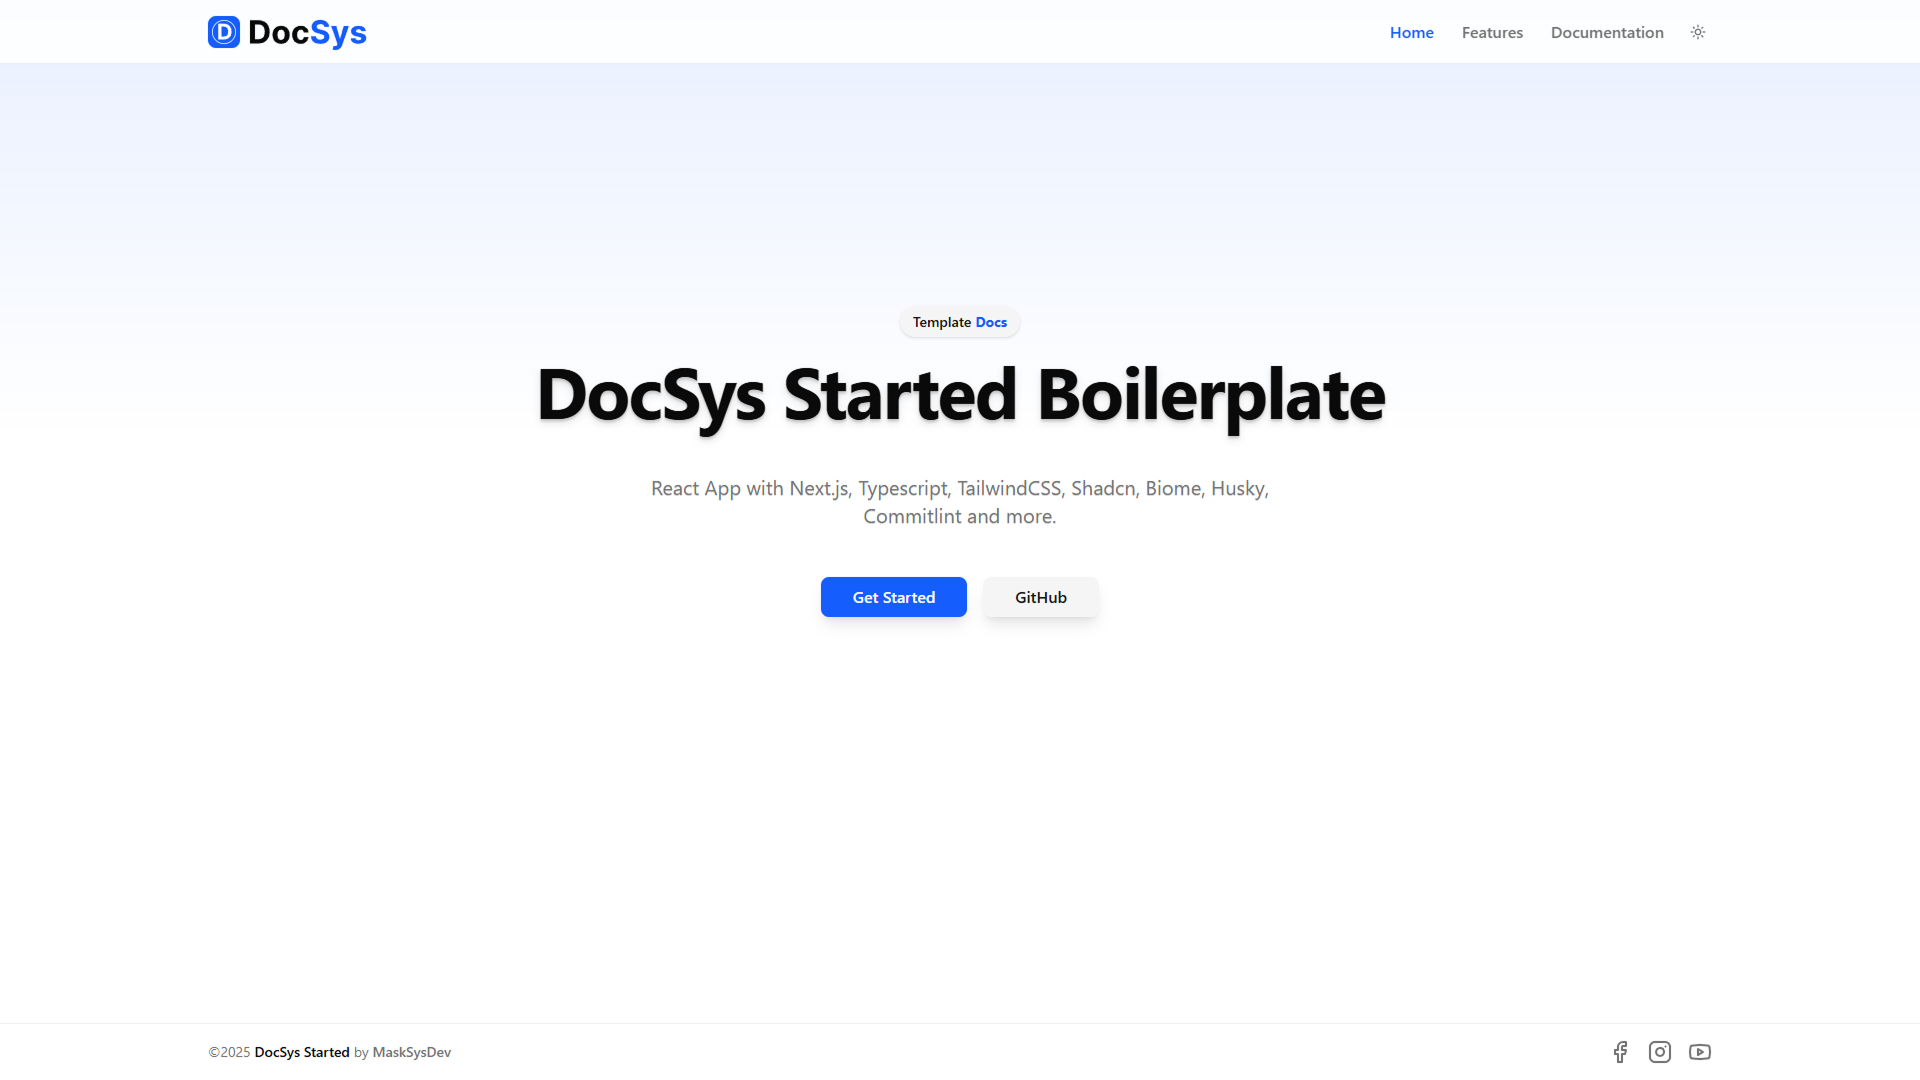 D DocSys
Home
Features
Documentation
Template Docs
DocSys Started Boilerplate
React App with Next.js, Typescript, TailwindCSS, Shadcn, Biome, Husky,
Commitlint and more.
Get Started
GitHub
©2025 DocSys Started by MaskSysDev